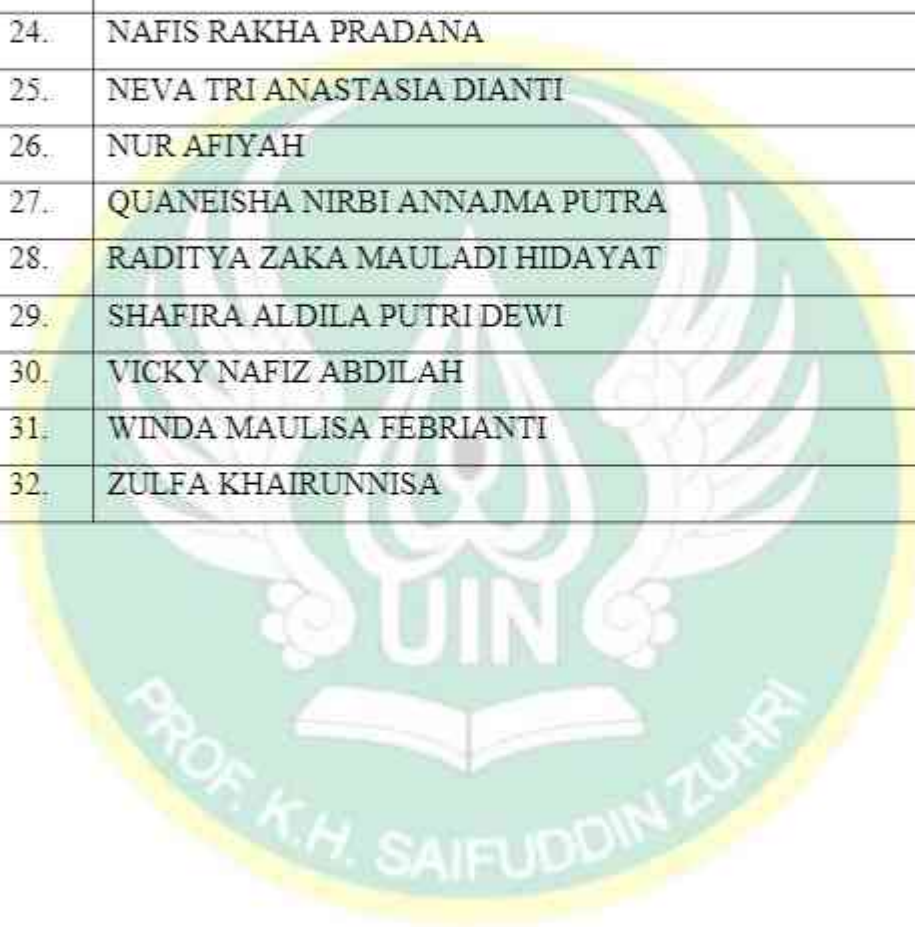 24. NAFIS RAKHA PRADANA
25. NEVA TRI ANASTASIA DIANTI
26. NUR AFIYAH
27. QUANEISHA NIRBI ANNAJMA PUTRA
28. RADITYA ZAKA MAULADI HIDAYAT
29. SHAFIRA ALDILA PUTRI DEWI
30. VICKY NAFIZ ABDILAH
31. WINDA MAULISA FEBRIANTI
32. ZULFA KHAIRUNNISA
UIN
PROF. K.H. SAIFUDDIN ZUHRI